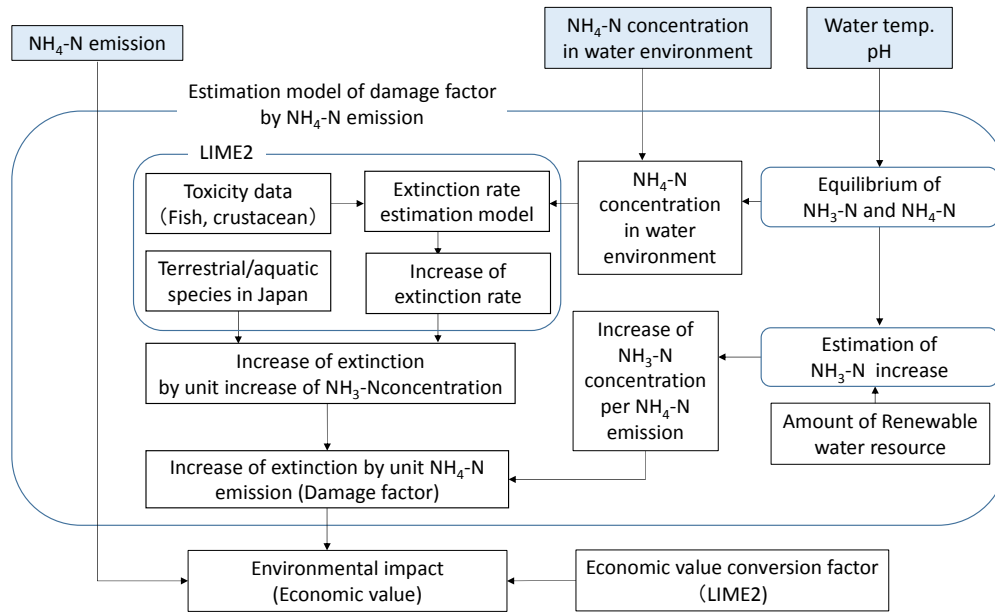 NH₄-N emission
NH₄-N concentration
in water environment
Water temp.
pH
Estimation model of damage factor
by NH₄-N emission
LIME2
Toxicity data
（Fish, crustacean）
Extinction rate
estimation model
NH₄-N
concentration
in water
environment
Equilibrium of
NH₃-N and NH₄-N
Terrestrial/aquatic
species in Japan
Increase of
extinction rate
Increase of extinction
by unit increase of NH₃-Nconcentration
Increase of
NH₃-N
concentration
per NH₄-N
emission
Estimation of
NH₃-N increase
Amount of Renewable
water resource
Increase of extinction by unit NH₄-N
emission (Damage factor)
Environmental impact
(Economic value)
Economic value conversion factor
（LIME2)